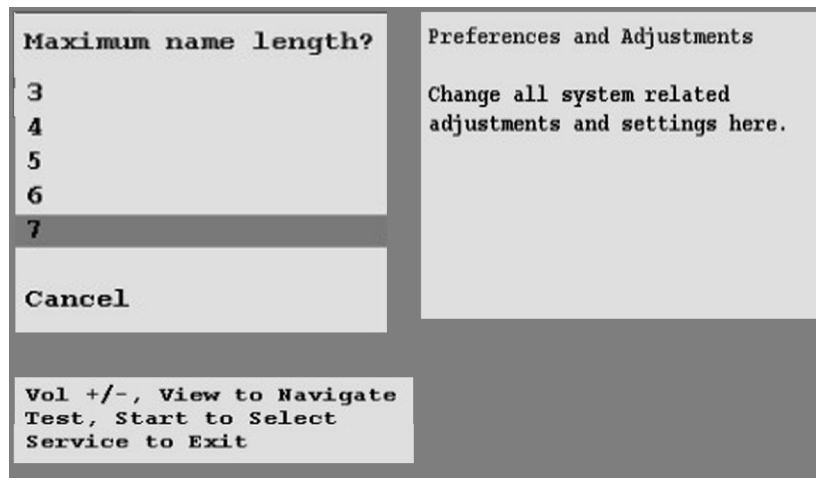 Maximum name length?
3
4
5
6
7
Cancel
Preferences and Adjustments
Change all system related
adjustments and settings here.
Vol +/-, View to Navigate
Test, Start to Select
Service to Exit